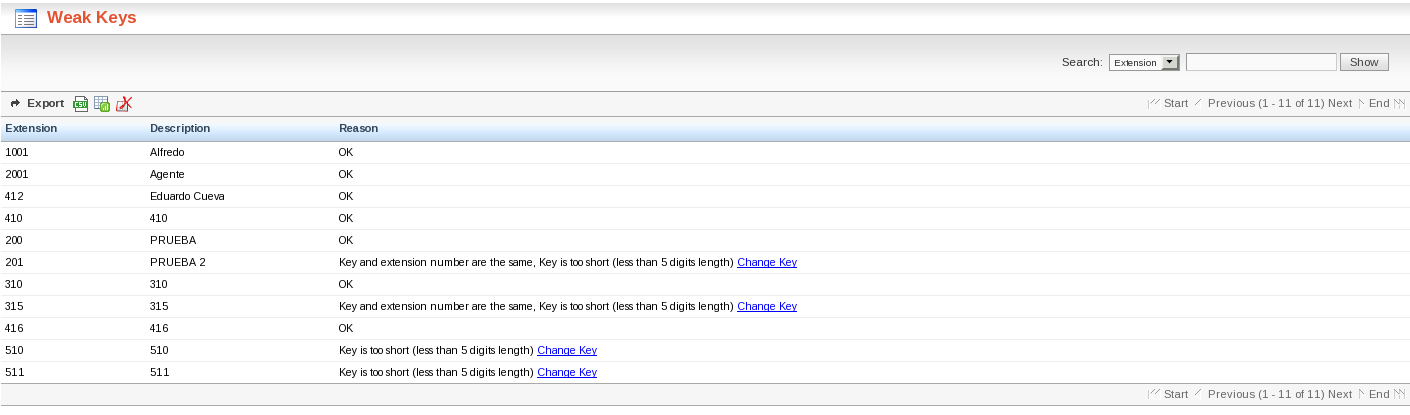 Weak Keys
Search: Extension Show
Export CSV Start Previous (1 - 11 of 11) Next End
Extension Description Reason
1001 Alfredo OK
2001 Agente OK
412 Eduardo Cueva OK
410 410 OK
200 PRUEBA OK
201 PRUEBA 2 Key and extension number are the same, Key is too short (less than 5 digits length) Change Key
310 310 OK
315 315 Key and extension number are the same, Key is too short (less than 5 digits length) Change Key
416 416 OK
510 510 Key is too short (less than 5 digits length) Change Key
511 511 Key is too short (less than 5 digits length) Change Key
Start Previous (1 - 11 of 11) Next End